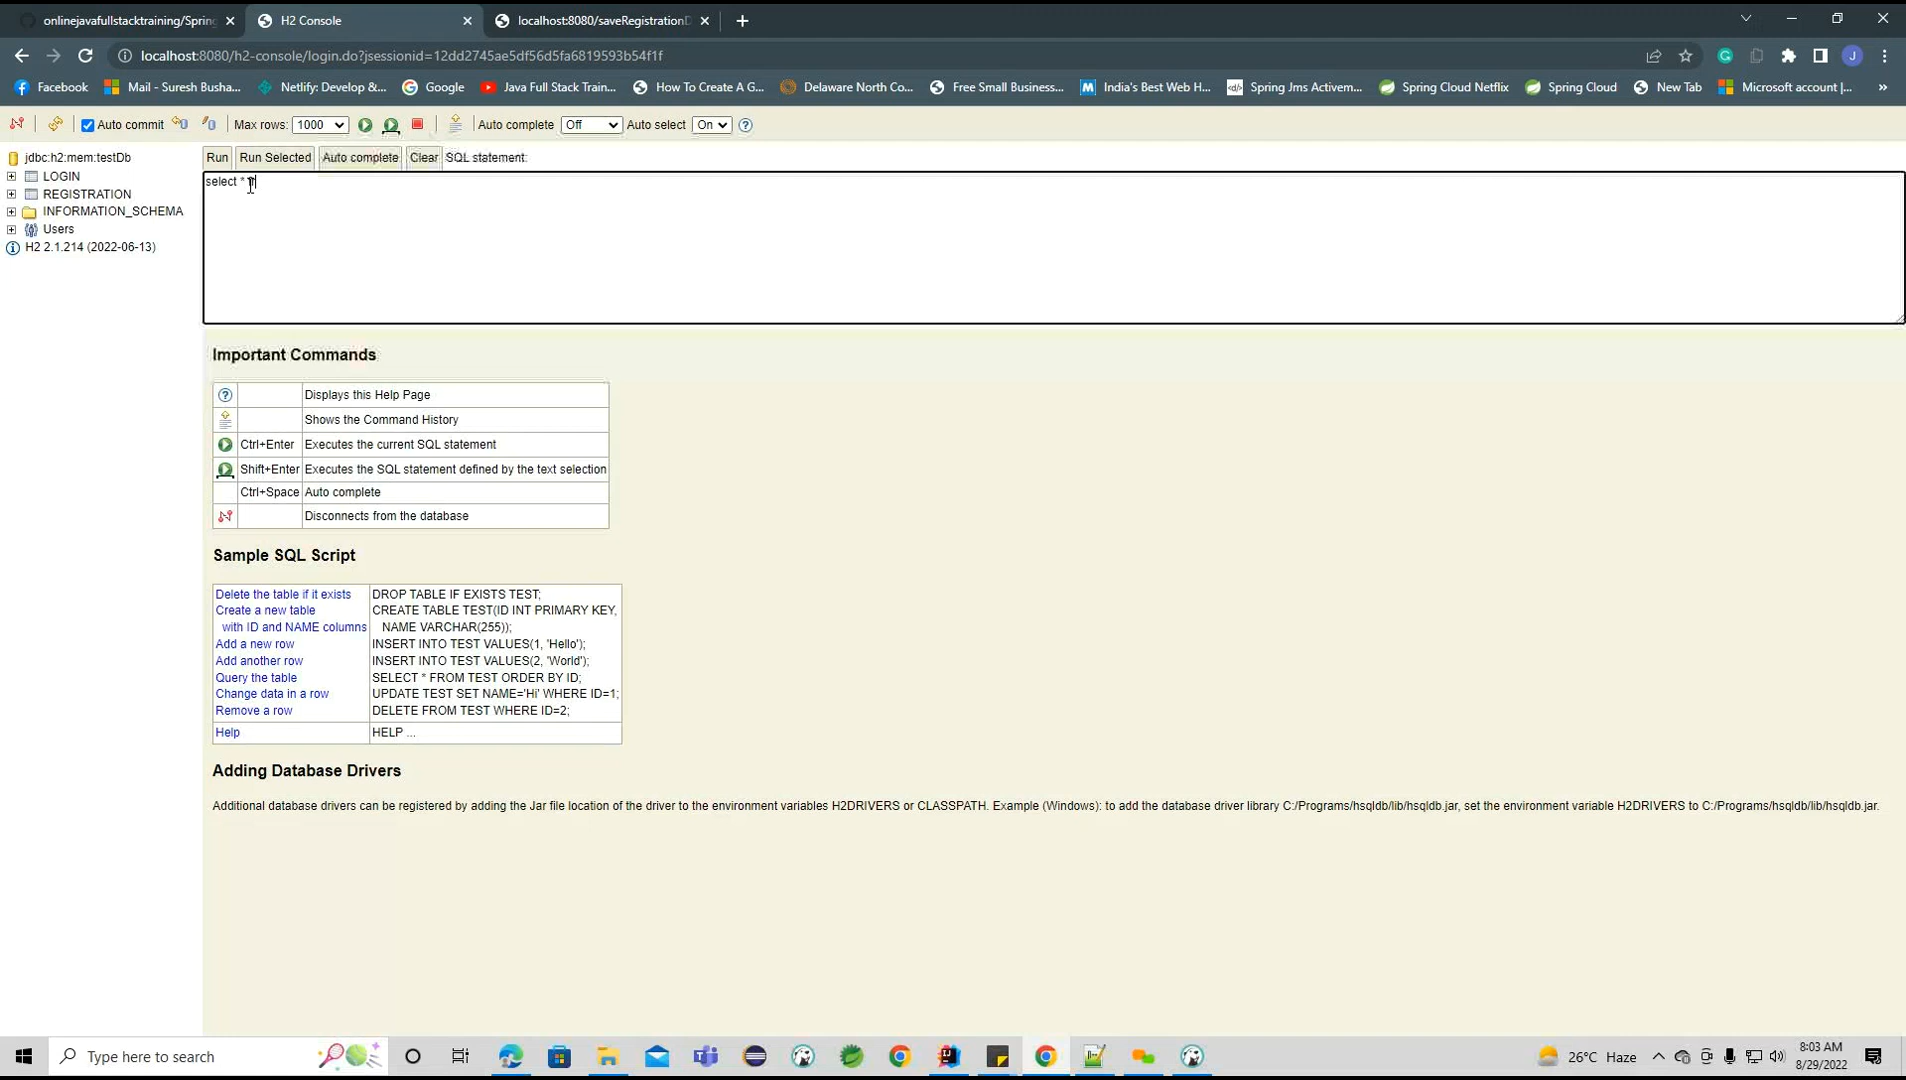 onlinejavafullstacktraining/Spring
H2 Console
localhost:8080/saveRegistrationD
localhost:8080/h2-console/login.do?jsessionid=12dd2745ae5df56d5fa6819593b54f1f
J
Facebook
Mail - Suresh Busha...
Netlify: Develop &...
Google
Java Full Stack Train...
How To Create A G...
Delaware North Co...
Free Small Business...
India's Best Web H...
Spring Jms Activem...
Spring Cloud Netflix
Spring Cloud
New Tab
Microsoft account |...
»
Auto commit
Max rows: 1000
Auto complete Off
Auto select On
jdbc:h2:mem:testDb
LOGIN
REGISTRATION
INFORMATION_SCHEMA
Users
H2 2.1.214 (2022-06-13)
Run
Run Selected
Auto complete
Clear
SQL statement:
select *
Important Commands
Displays this Help Page
Shows the Command History
Ctrl+Enter Executes the current SQL statement
Shift+Enter Executes the SQL statement defined by the text selection
Ctrl+Space Auto complete
Disconnects from the database
Sample SQL Script
Delete the table if it exists DROP TABLE IF EXISTS TEST;
Create a new table CREATE TABLE TEST(ID INT PRIMARY KEY,
with ID and NAME columns NAME VARCHAR(255));
Add a new row INSERT INTO TEST VALUES(1, 'Hello');
Add another row INSERT INTO TEST VALUES(2, 'World');
Query the table SELECT * FROM TEST ORDER BY ID;
Change data in a row UPDATE TEST SET NAME='Hi' WHERE ID=1;
Remove a row DELETE FROM TEST WHERE ID=2;
Help HELP ...
Adding Database Drivers
Additional database drivers can be registered by adding the Jar file location of the driver to the environment variables H2DRIVERS or CLASSPATH. Example (Windows): to add the database driver library C:/Programs/hsqldb/lib/hsqldb.jar, set the environment variable H2DRIVERS to C:/Programs/hsqldb/lib/hsqldb.jar.
Type here to search
26°C Haze
8:03 AM
8/29/2022